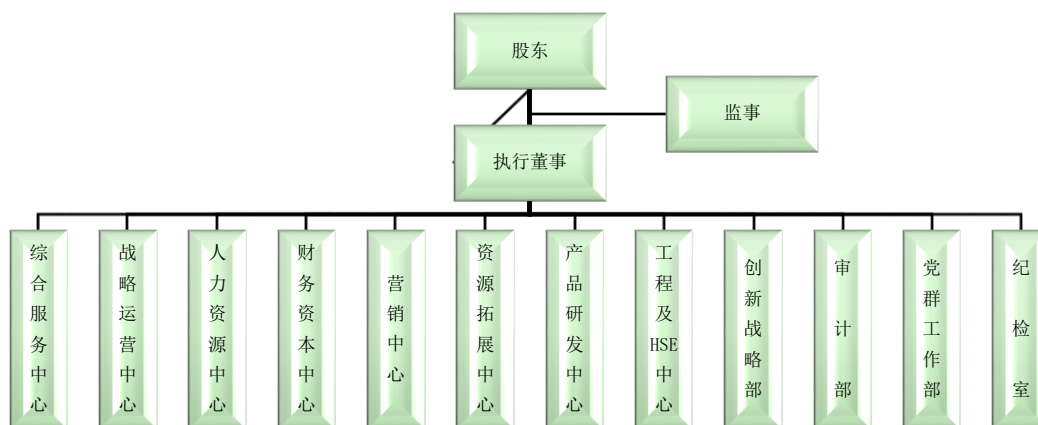 股东
监事
执行董事
综合服务中心
战略运营中心
人力资源中心
财务资本中心
营销中心
资源拓展中心
产品研发中心
工程及HSE中心
创新战略部
审计部
党群工作部
纪检室